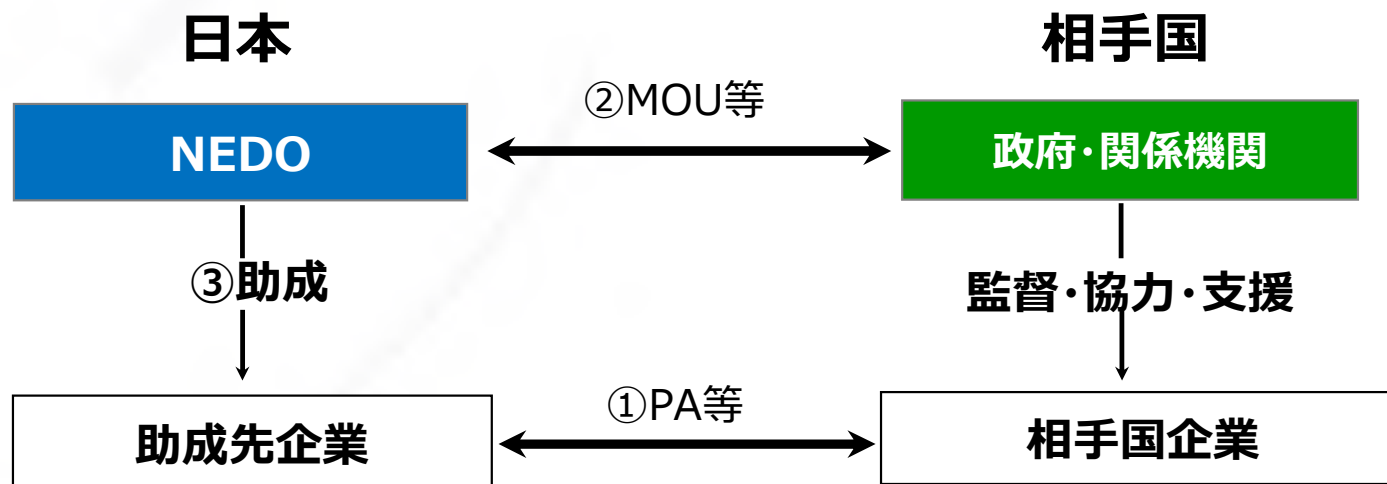 日本
相手国
②MOU等
NEDO
政府･関係機関
③助成
監督･協力･支援
①PA等
助成先企業
相手国企業